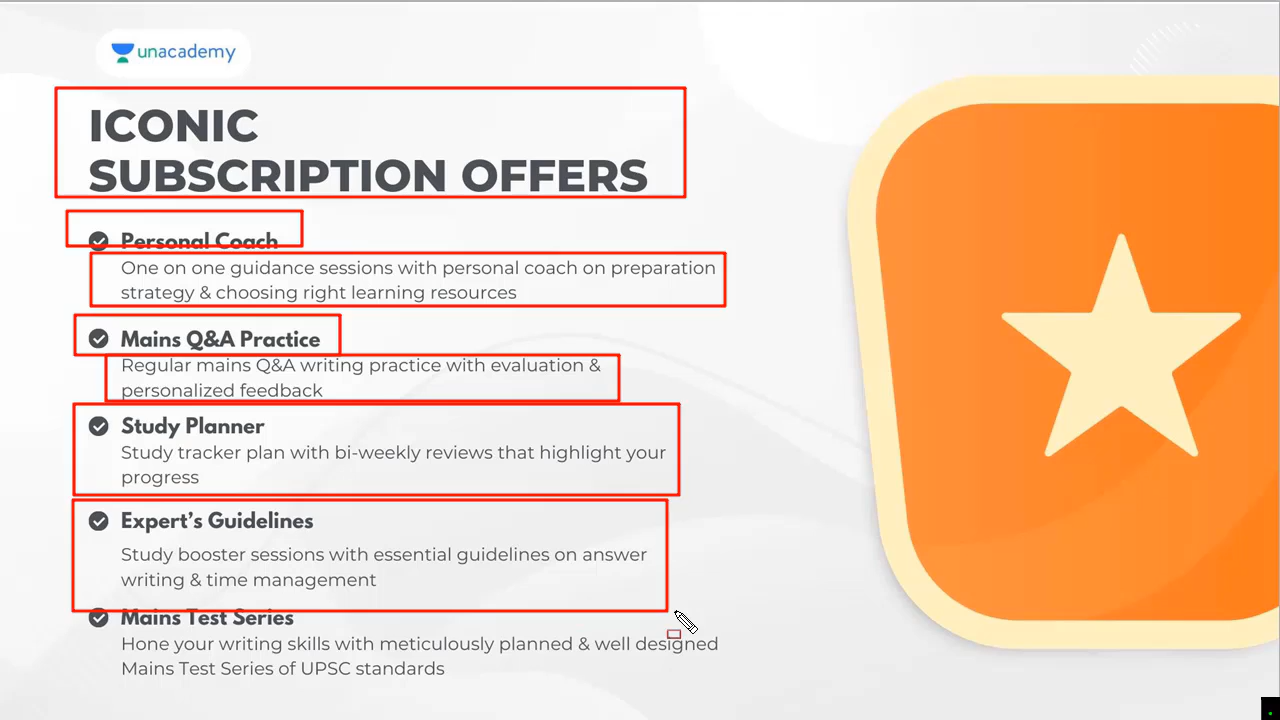 unacademy
ICONIC
SUBSCRIPTION OFFERS
Personal Coach
One on one guidance sessions with personal coach on preparation
strategy & choosing right learning resources
Mains Q&A Practice
Regular mains Q&A writing practice with evaluation &
personalized feedback
Study Planner
Study tracker plan with bi-weekly reviews that highlight your
progress
Expert's Guidelines
Study booster sessions with essential guidelines on answer
writing & time management
Mains Test Series
Hone your writing skills with meticulously planned & well designed
Mains Test Series of UPSC standards